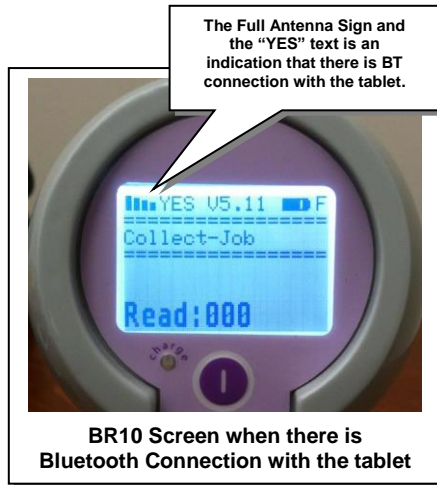 The Full Antenna Sign and
the “YES” text is an
indication that there is BT
connection with the tablet.
YES V5.11 F
====================
Collect-Job
====================
Read:000
charge
BR10 Screen when there is
Bluetooth Connection with the tablet